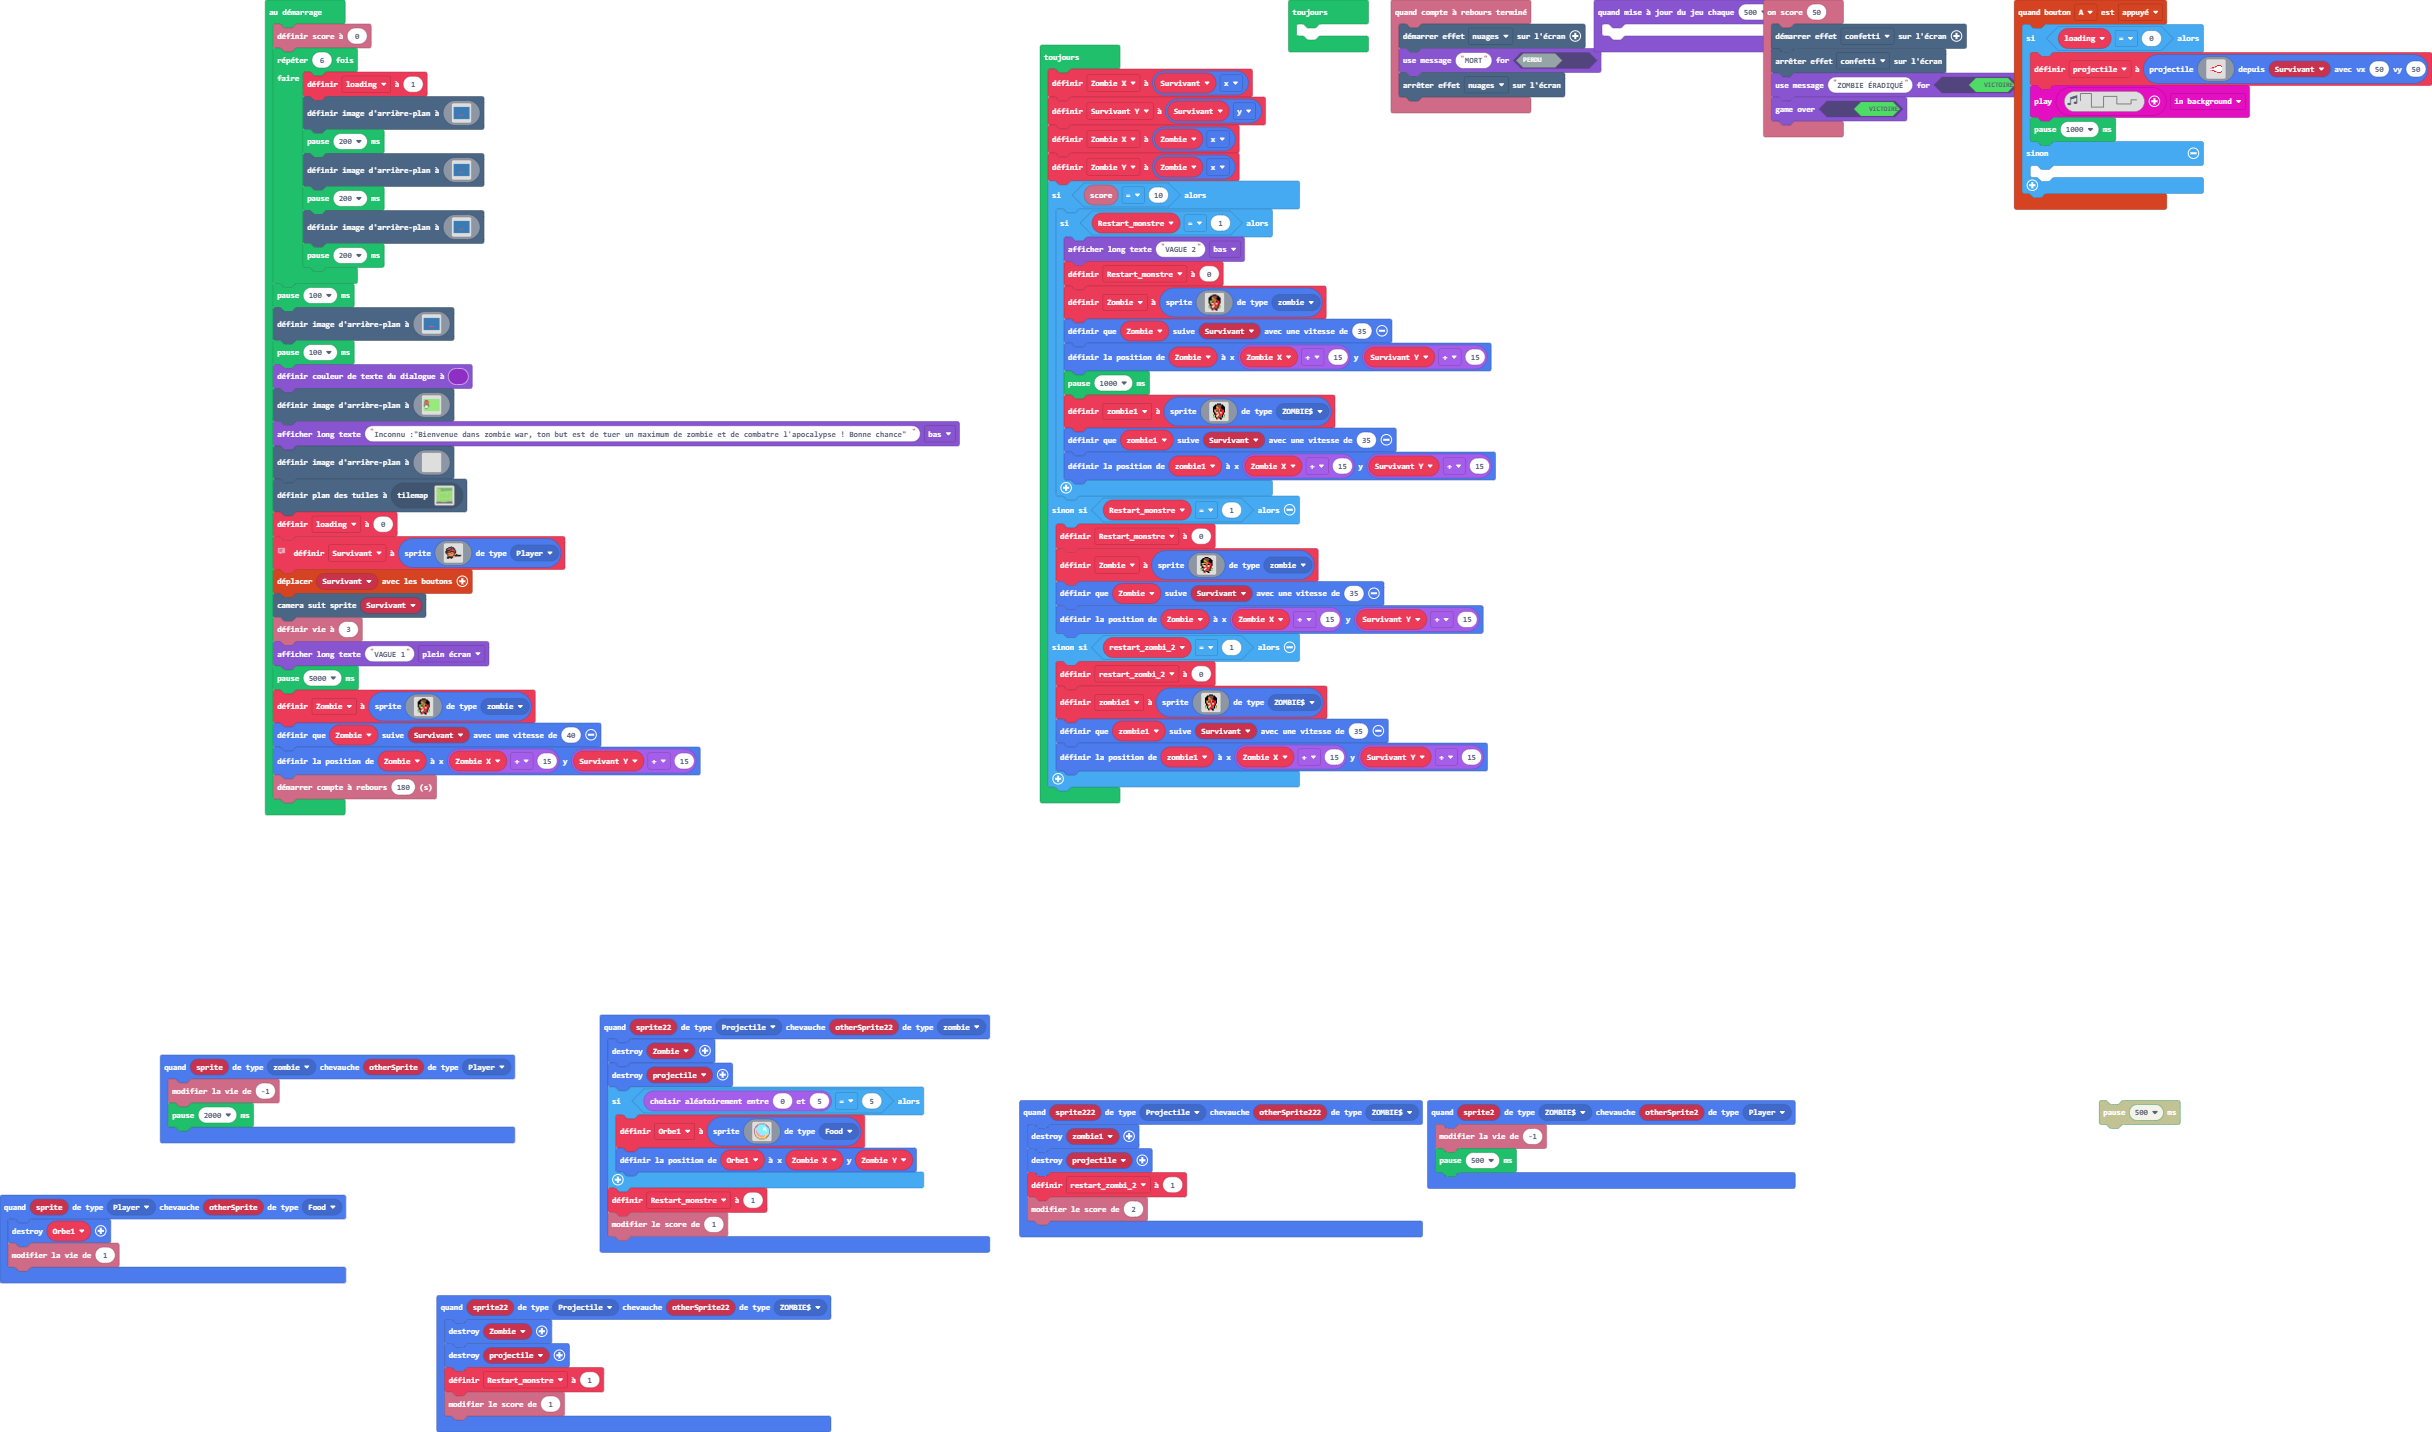 au démarrage
définir score à 0
répéter 6 fois
faire
définir loading à 1
définir image d'arrière-plan à
pause 200 ms
définir image d'arrière-plan à
pause 200 ms
définir image d'arrière-plan à
pause 200 ms
pause 100 ms
définir image d'arrière-plan à
pause 100 ms
définir couleur de texte du dialogue à
définir image d'arrière-plan à
afficher long texte "Inconnu :"Bienvenue dans zombie war, ton but est de tuer un maximum de zombie et de combatre l'apocalypse ! Bonne chance" " bas
définir image d'arrière-plan à
définir plan des tuiles à tilemap
définir loading à 0
définir Survivant à sprite de type Player
déplacer Survivant avec les boutons
camera suit sprite Survivant
définir vie à 3
afficher long texte "VAGUE 1" plein écran
pause 5000 ms
définir Zombie à sprite de type zombie
définir que Zombie suive Survivant avec une vitesse de 40
définir la position de Zombie à x Zombie X + 15 y Survivant Y + 15
démarrer compte à rebours 180 (s)
toujours
définir Zombie X à Survivant x
définir Survivant Y à Survivant y
définir Zombie X à Zombie x
définir Zombie Y à Zombie x
si score = 10 alors
si Restart_monstre = 1 alors
afficher long texte "VAGUE 2" bas
définir Restart_monstre à 0
définir Zombie à sprite de type zombie
définir que Zombie suive Survivant avec une vitesse de 35
définir la position de Zombie à x Zombie X + 15 y Survivant Y + 15
pause 1000 ms
définir zombie1 à sprite de type ZOMBIE$
définir que zombie1 suive Survivant avec une vitesse de 35
définir la position de zombie1 à x Zombie X + 15 y Survivant Y + 15
sinon si Restart_monstre = 1 alors
définir Restart_monstre à 0
définir Zombie à sprite de type zombie
définir que Zombie suive Survivant avec une vitesse de 35
définir la position de Zombie à x Zombie X + 15 y Survivant Y + 15
sinon si restart_zombi_2 = 1 alors
définir restart_zombi_2 à 0
définir zombie1 à sprite de type ZOMBIE$
définir que zombie1 suive Survivant avec une vitesse de 35
définir la position de zombie1 à x Zombie X + 15 y Survivant Y + 15
toujours
quand compte à rebours terminé
démarrer effet nuages sur l'écran
use message "MORT" for PERDU
arrêter effet nuages sur l'écran
quand mise à jour du jeu chaque 500
on score 50
démarrer effet confetti sur l'écran
arrêter effet confetti sur l'écran
use message "ZOMBIE ÉRADIQUÉ" for VICTOIRE
game over VICTOIRE
quand bouton A est appuyé
si loading = 0 alors
définir projectile à projectile depuis Survivant avec vx 50 vy 50
play in background
pause 1000 ms
sinon
quand sprite de type zombie chevauche otherSprite de type Player
modifier la vie de -1
pause 2000 ms
quand sprite22 de type Projectile chevauche otherSprite22 de type zombie
destroy Zombie
destroy projectile
si choisir aléatoirement entre 0 et 5 = 5 alors
définir Orbe1 à sprite de type Food
définir la position de Orbe1 à x Zombie X y Zombie Y
définir Restart_monstre à 1
modifier le score de 1
quand sprite222 de type Projectile chevauche otherSprite222 de type ZOMBIE$
destroy zombie1
destroy projectile
définir restart_zombi_2 à 1
modifier le score de 2
quand sprite2 de type ZOMBIE$ chevauche otherSprite2 de type Player
modifier la vie de -1
pause 500 ms
pause 500 ms
quand sprite de type Player chevauche otherSprite de type Food
destroy Orbe1
modifier la vie de 1
quand sprite22 de type Projectile chevauche otherSprite22 de type ZOMBIE$
destroy Zombie
destroy projectile
définir Restart_monstre à 1
modifier le score de 1